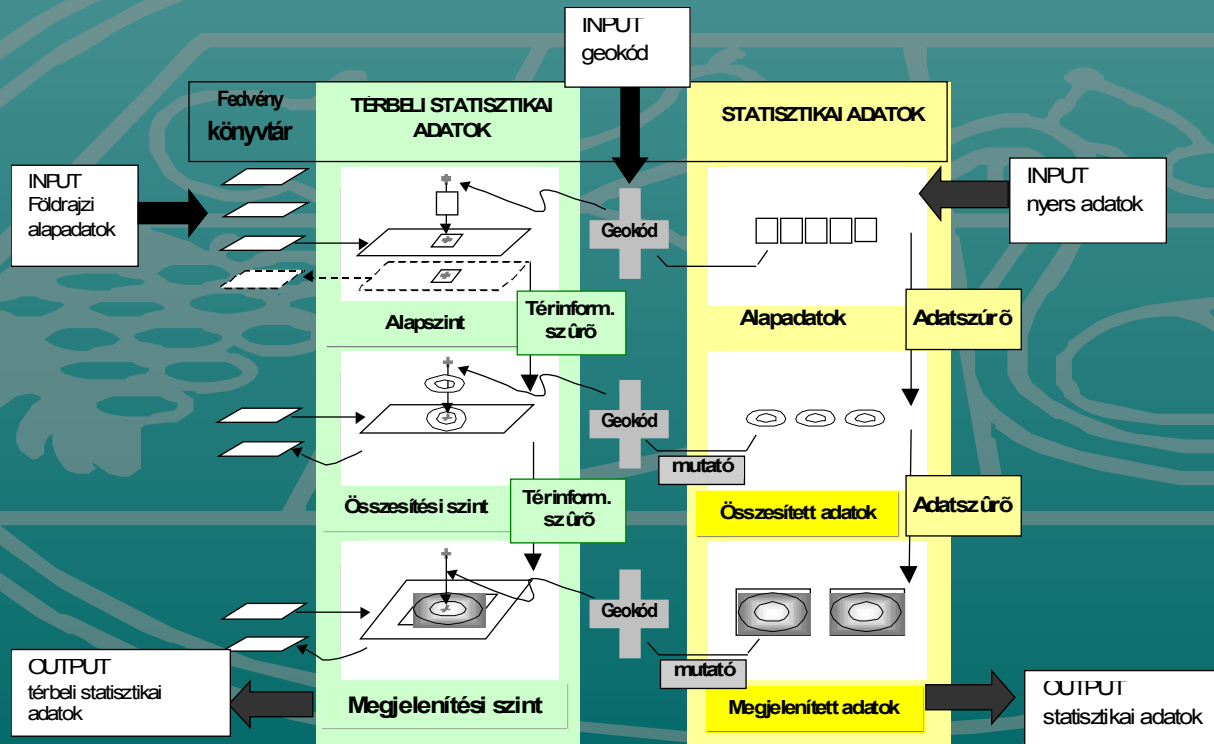 INPUT
geokód
Fedvény
könyvtár
TÉRBELI STATISZTIKAI
ADATOK
STATISZTIKAI ADATOK
INPUT
Földrajzi
alapadatok
INPUT
nyers adatok
Geokód
Alapszint
Térinform.
szûrõ
Alapadatok
Adatszúrõ
Geokód
mutató
Összesítési szint
Térinform.
szûrõ
Összesített adatok
Adatszûrõ
Geokód
mutató
OUTPUT
térbeli statisztikai
adatok
Megjelenítési szint
Megjelenített adatok
OUTPUT
statisztikai adatok